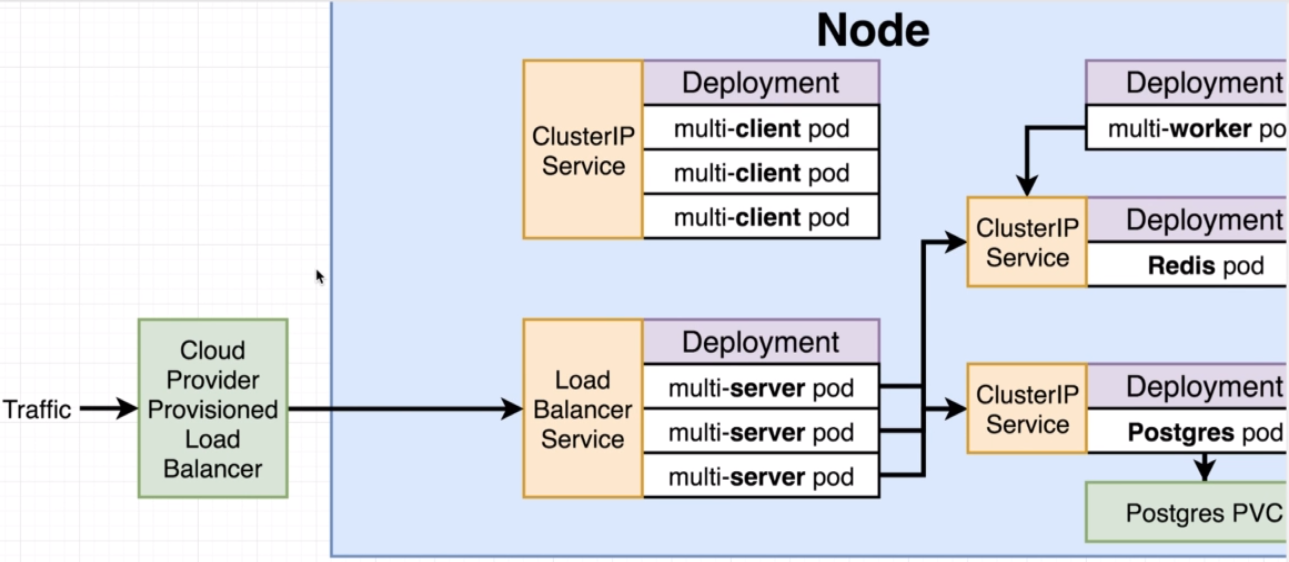 Node
ClusterIP
Service
Deployment
multi-client pod
multi-client pod
multi-client pod
Deployment
multi-worker po
ClusterIP
Service
Deployment
Redis pod
Traffic
Cloud
Provider
Provisioned
Load
Balancer
Load
Balancer
Service
Deployment
multi-server pod
multi-server pod
multi-server pod
ClusterIP
Service
Deployment
Postgres pod
Postgres PVC